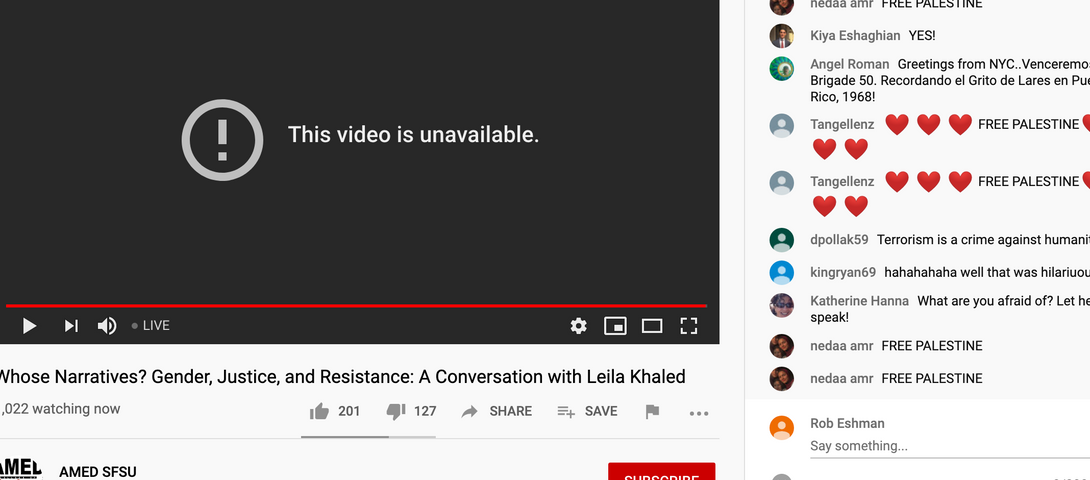 This video is unavailable.
LIVE
Whose Narratives? Gender, Justice, and Resistance: A Conversation with Leila Khaled
,022 watching now
201
127
SHARE
SAVE
AMED SFSU
SUBSCRIBE
nedaa amr FREE PALESTINE
Kiya Eshaghian YES!
Angel Roman Greetings from NYC..Venceremos
Brigade 50. Recordando el Grito de Lares en Pue
Rico, 1968!
Tangellenz ❤️ ❤️ ❤️ FREE PALESTINE ❤️
❤️ ❤️
Tangellenz ❤️ ❤️ ❤️ FREE PALESTINE ❤️
❤️ ❤️
dpollak59 Terrorism is a crime against humanit
kingryan69 hahahahaha well that was hilariuou
Katherine Hanna What are you afraid of? Let he
speak!
nedaa amr FREE PALESTINE
nedaa amr FREE PALESTINE
Rob Eshman
Say something...